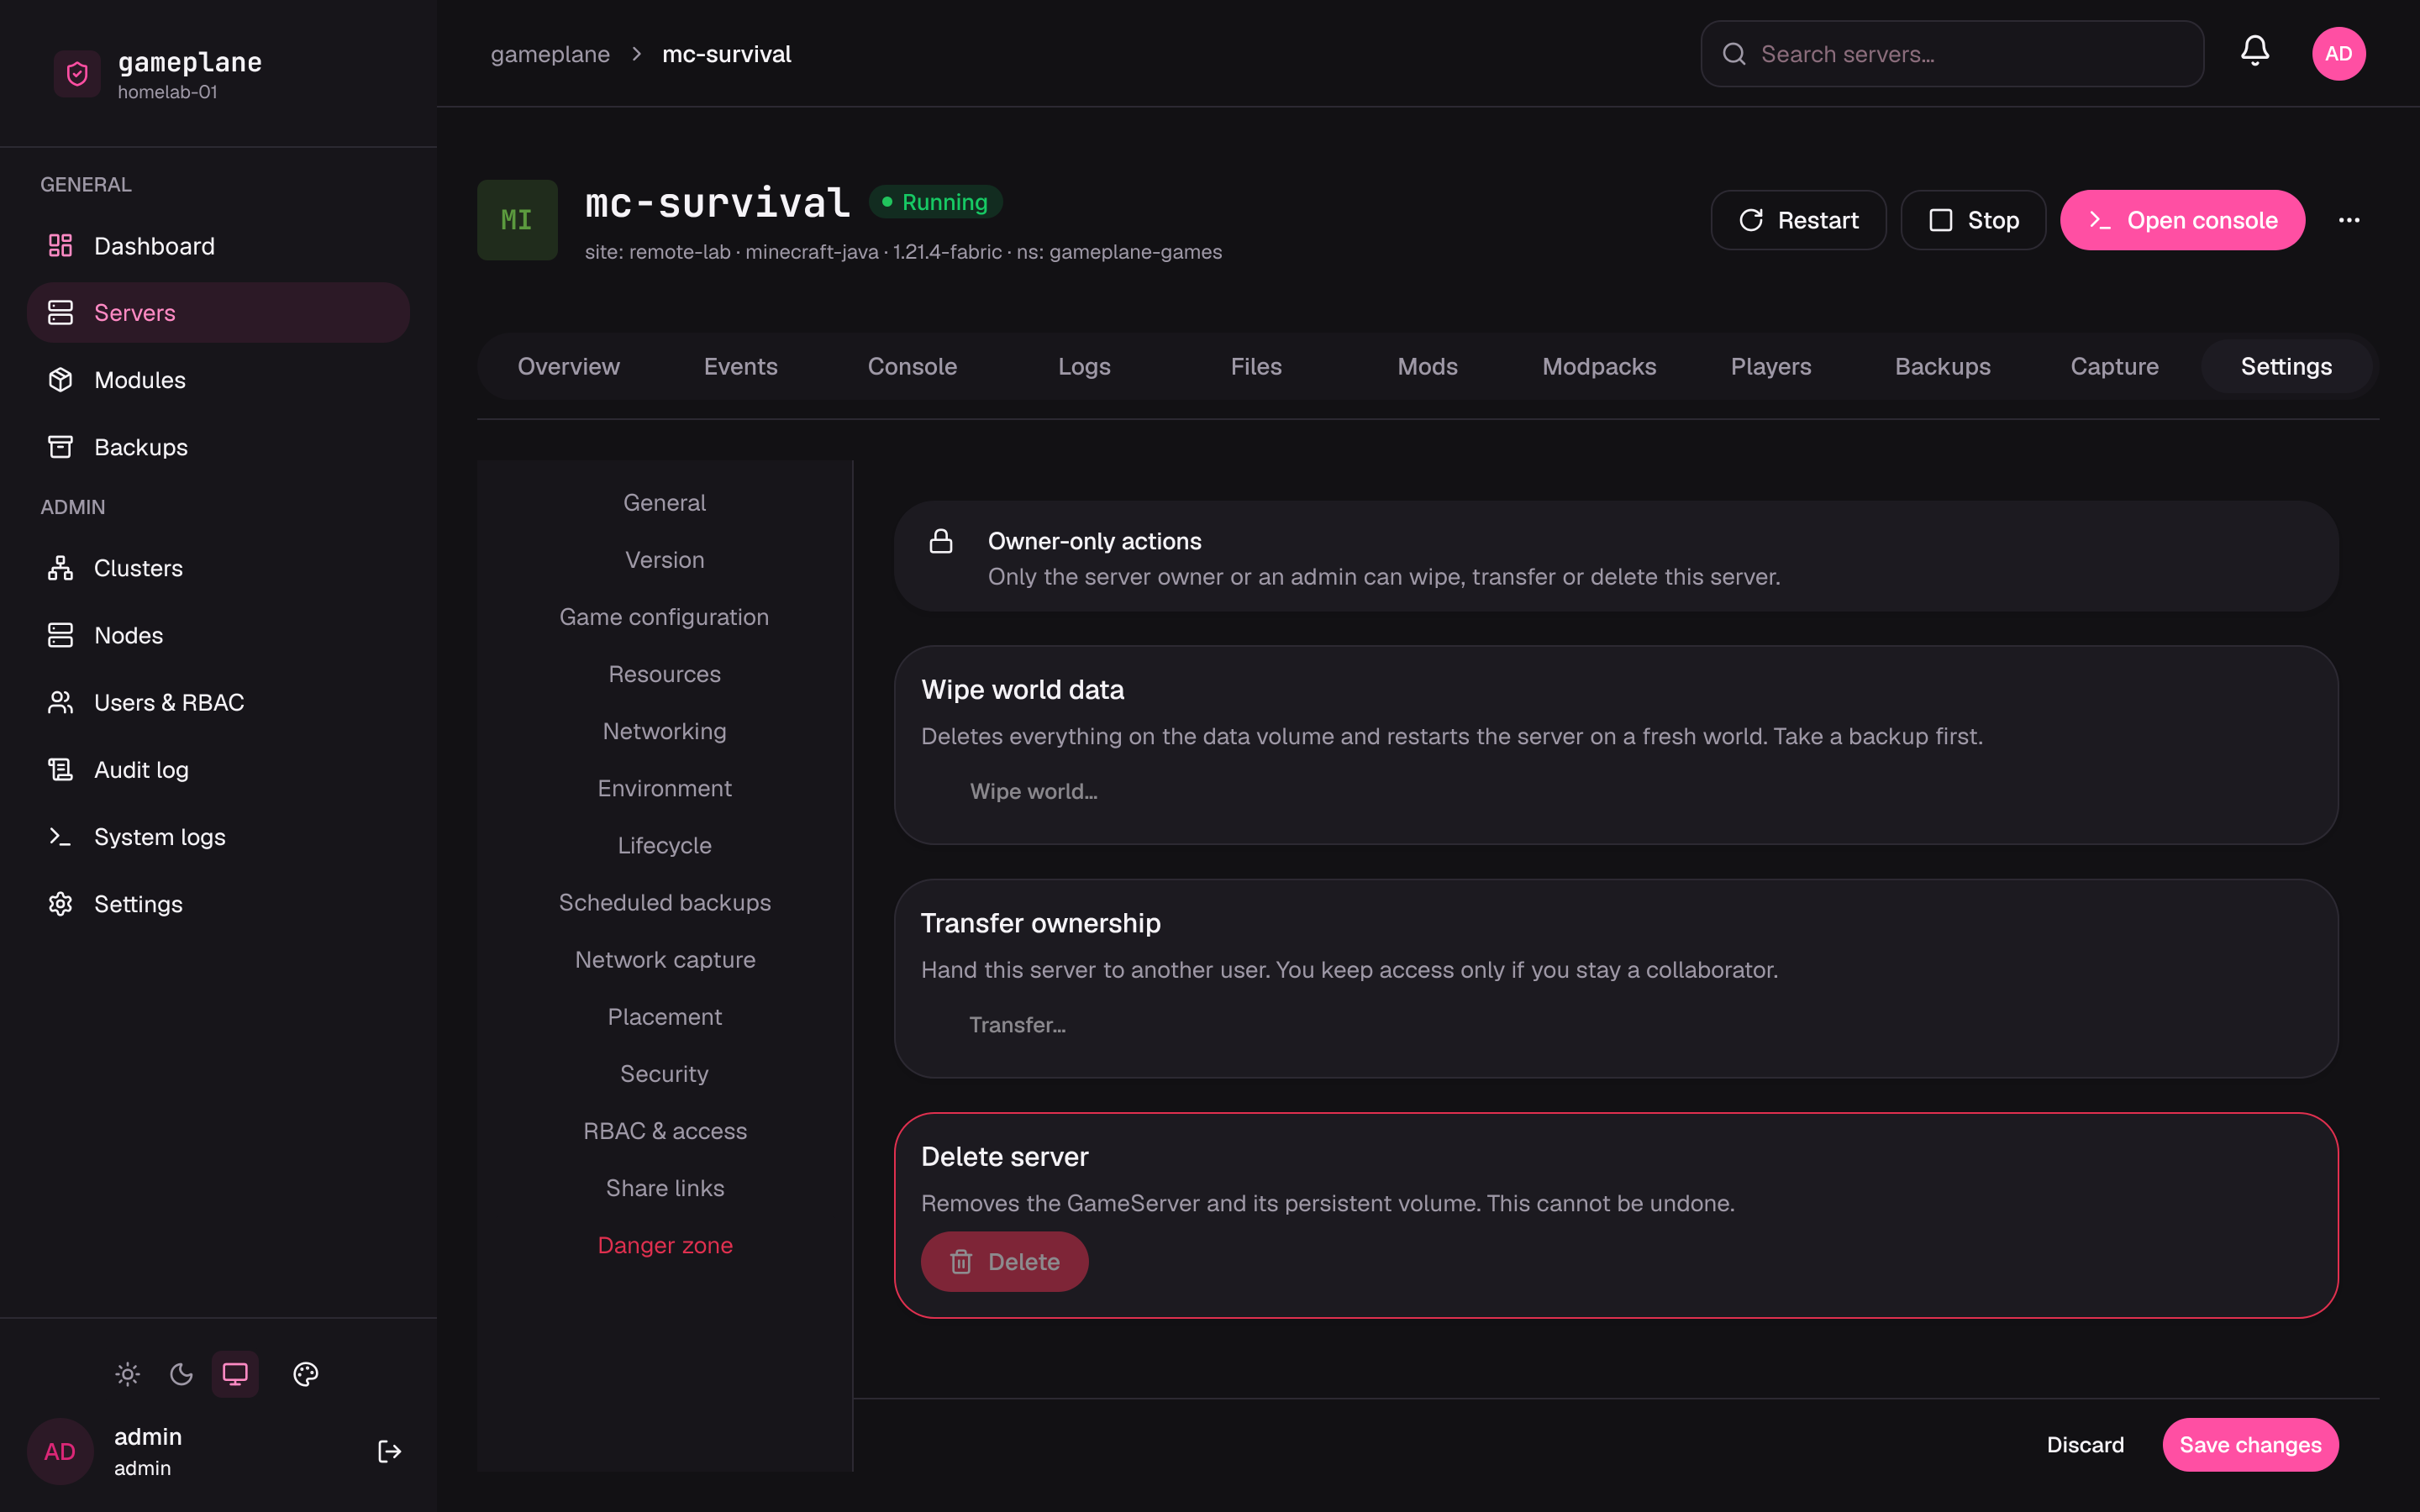 gameplane
homelab-01
GENERAL
Dashboard
Servers
Modules
Backups
ADMIN
Clusters
Nodes
Users & RBAC
Audit log
System logs
Settings
AD
admin
admin
gameplane > mc-survival
Search servers...
AD
MI
mc-survival
Running
site: remote-lab · minecraft-java · 1.21.4-fabric · ns: gameplane-games
Restart
Stop
Open console
Overview
Events
Console
Logs
Files
Mods
Modpacks
Players
Backups
Capture
Settings
General
Version
Game configuration
Resources
Networking
Environment
Lifecycle
Scheduled backups
Network capture
Placement
Security
RBAC & access
Share links
Danger zone
Owner-only actions
Only the server owner or an admin can wipe, transfer or delete this server.
Wipe world data
Deletes everything on the data volume and restarts the server on a fresh world. Take a backup first.
Wipe world...
Transfer ownership
Hand this server to another user. You keep access only if you stay a collaborator.
Transfer...
Delete server
Removes the GameServer and its persistent volume. This cannot be undone.
Delete
Discard
Save changes